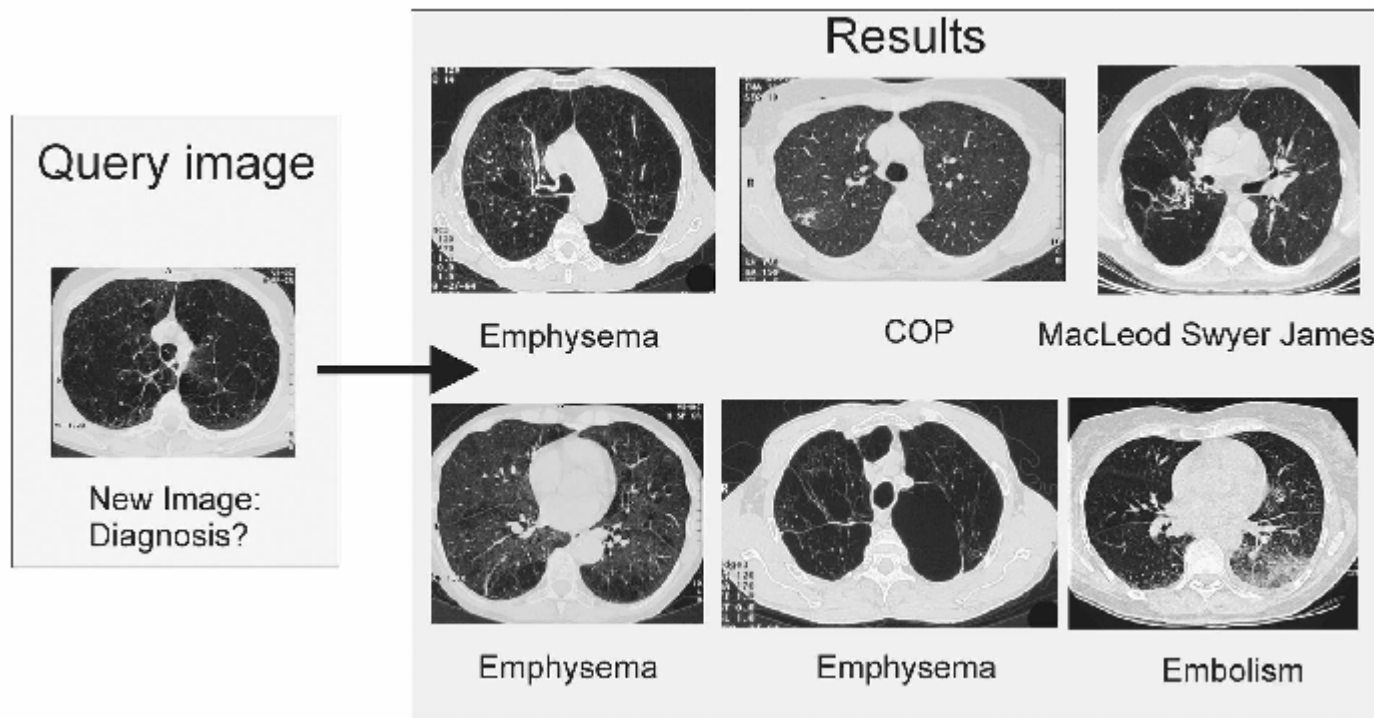 Results
Query image
New Image:
Diagnosis?
Emphysema
COP
MacLeod Swyer James
Emphysema
Emphysema
Embolism